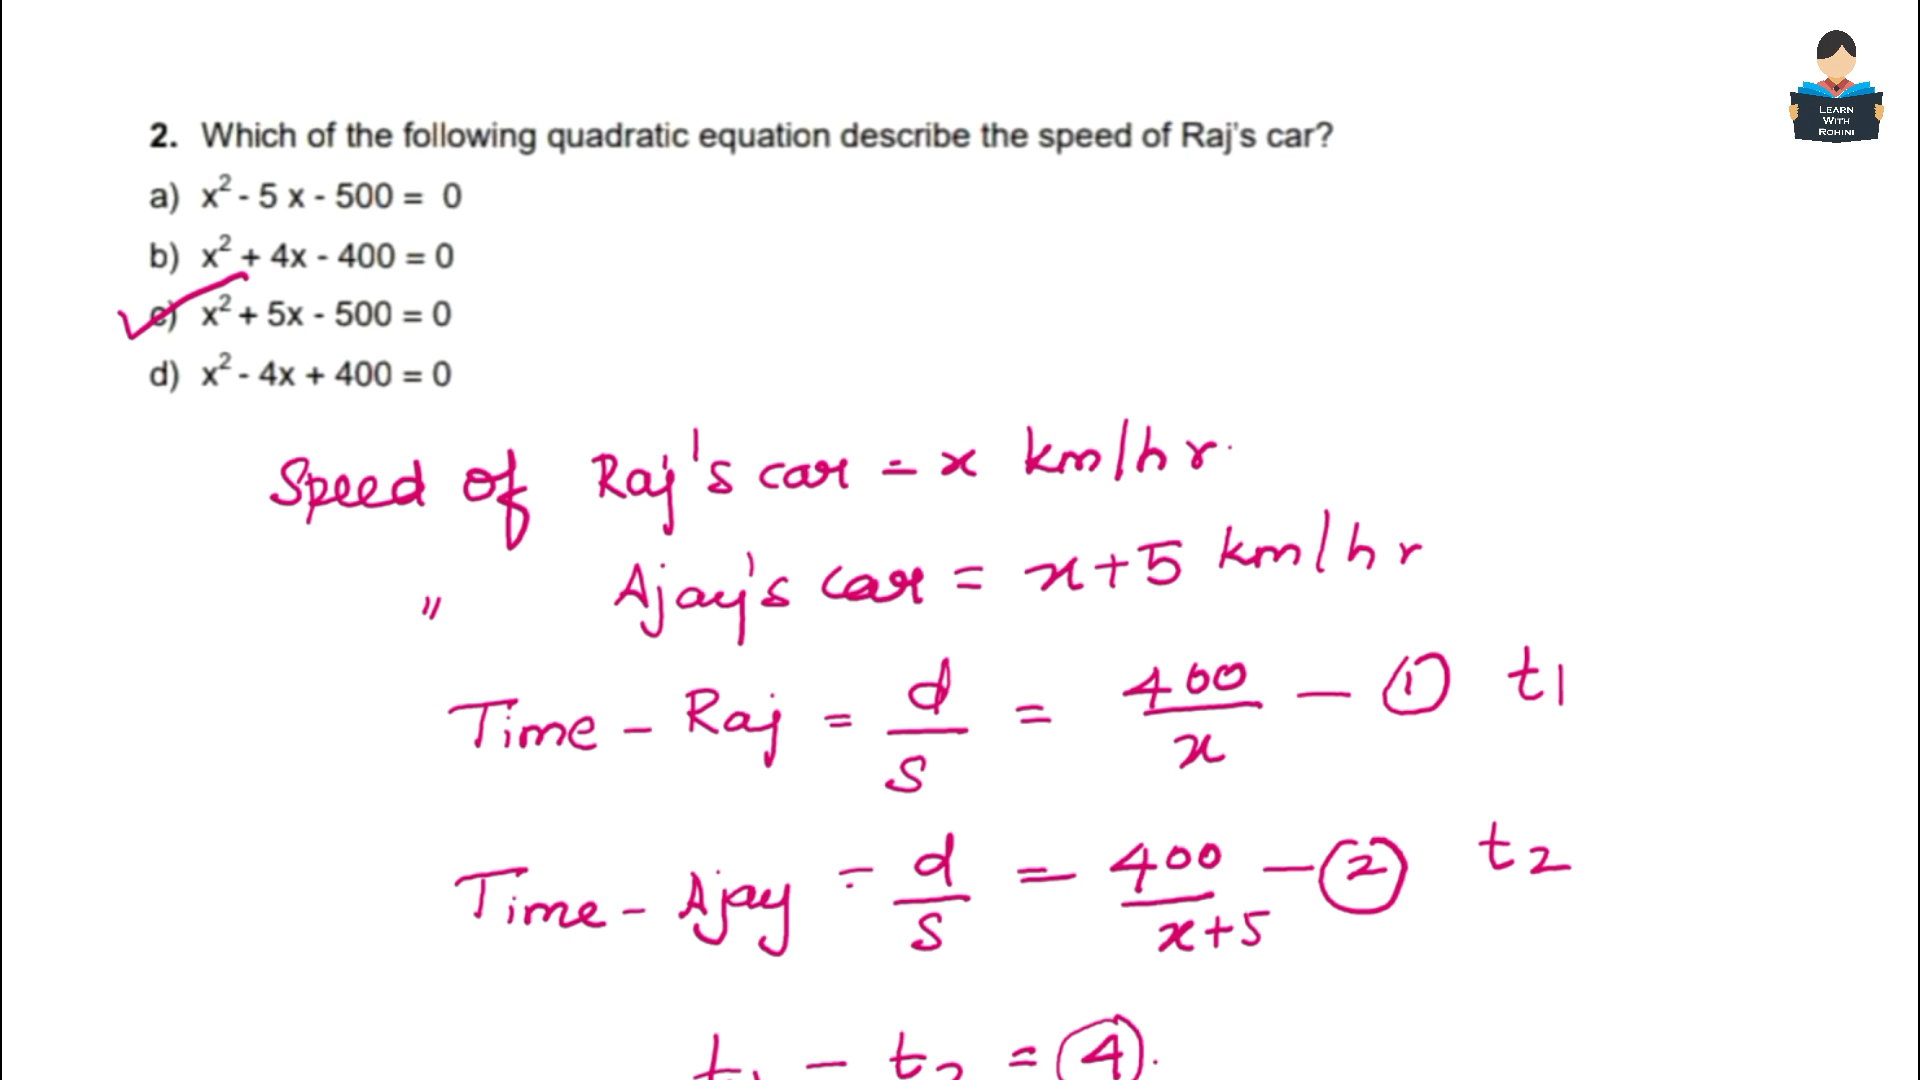 LEARN
WITH
ROHINI
2. Which of the following quadratic equation describe the speed of Raj's car?
a) x² - 5 x - 500 = 0
b) x² + 4x - 400 = 0
c) x² + 5x - 500 = 0
d) x² - 4x + 400 = 0
Speed of Raj's car = x km/hr.
" Ajay's car = x+5 km/hr
Time - Raj = d/s = 400/x - ① t1
Time - Ajay = d/s = 400/x+5 - ② t2
t1 - t2 = ④.